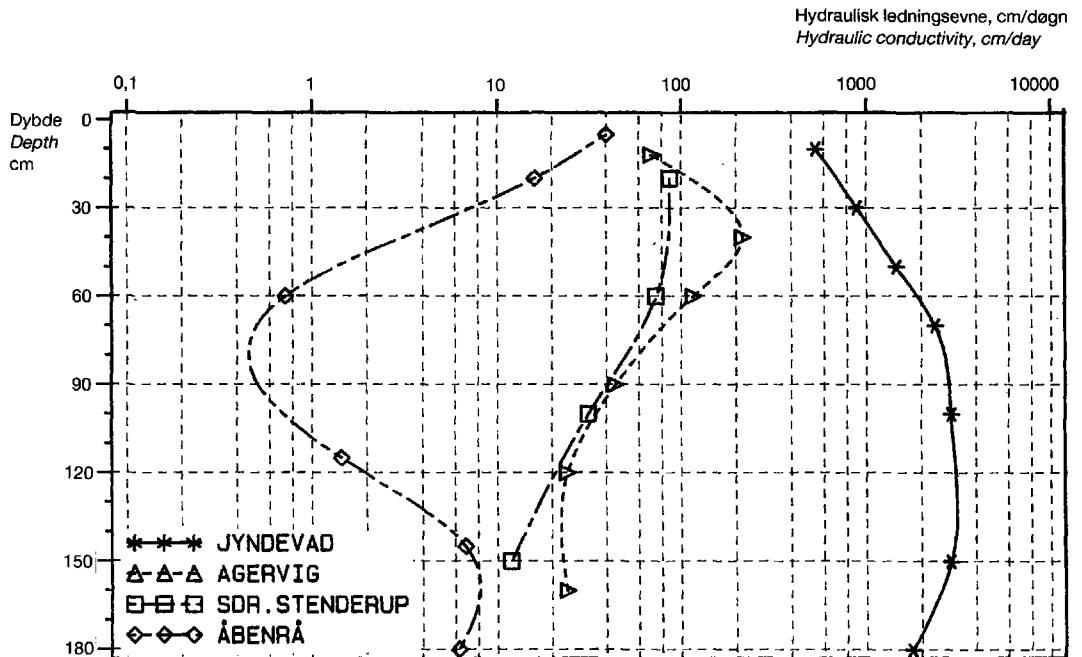 Hydraulisk ledningsevne, cm/døgn
Hydraulic conductivity, cm/day
0,1 1 10 100 1000 10000
Dybde
Depth
cm
0
30
60
90
120
150
180
JYNDEVAD
AGERVIG
SDR.STENDERUP
ÅBENRÅ